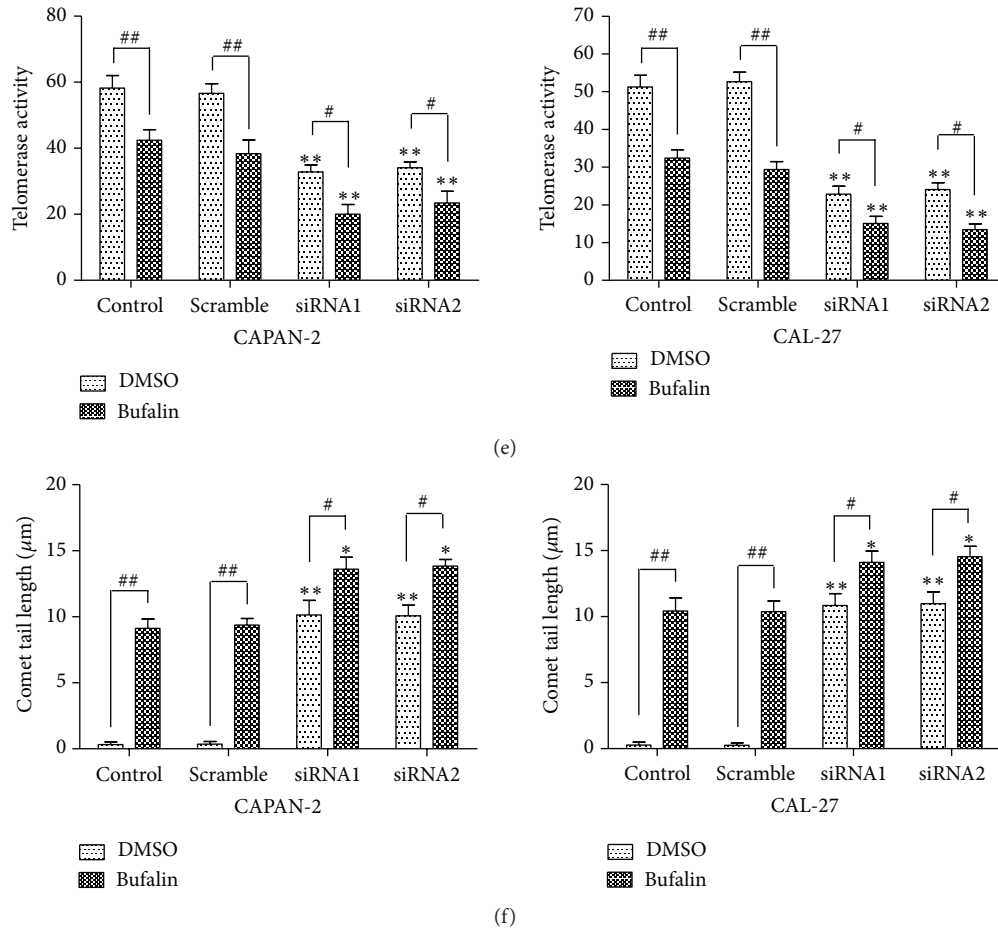 Telomerase activity
80
60
40
20
0
##
##
#
#
**
**
**
**
Control Scramble siRNA1 siRNA2
CAPAN-2
DMSO
Bufalin
Telomerase activity
70
60
50
40
30
20
10
0
##
##
#
#
**
**
**
**
Control Scramble siRNA1 siRNA2
CAL-27
DMSO
Bufalin
(e)
Comet tail length (μm)
20
15
10
5
0
##
##
#
#
**
*
**
*
Control Scramble siRNA1 siRNA2
CAPAN-2
DMSO
Bufalin
Comet tail length (μm)
20
15
10
5
0
##
##
#
#
**
*
**
*
Control Scramble siRNA1 siRNA2
CAL-27
DMSO
Bufalin
(f)